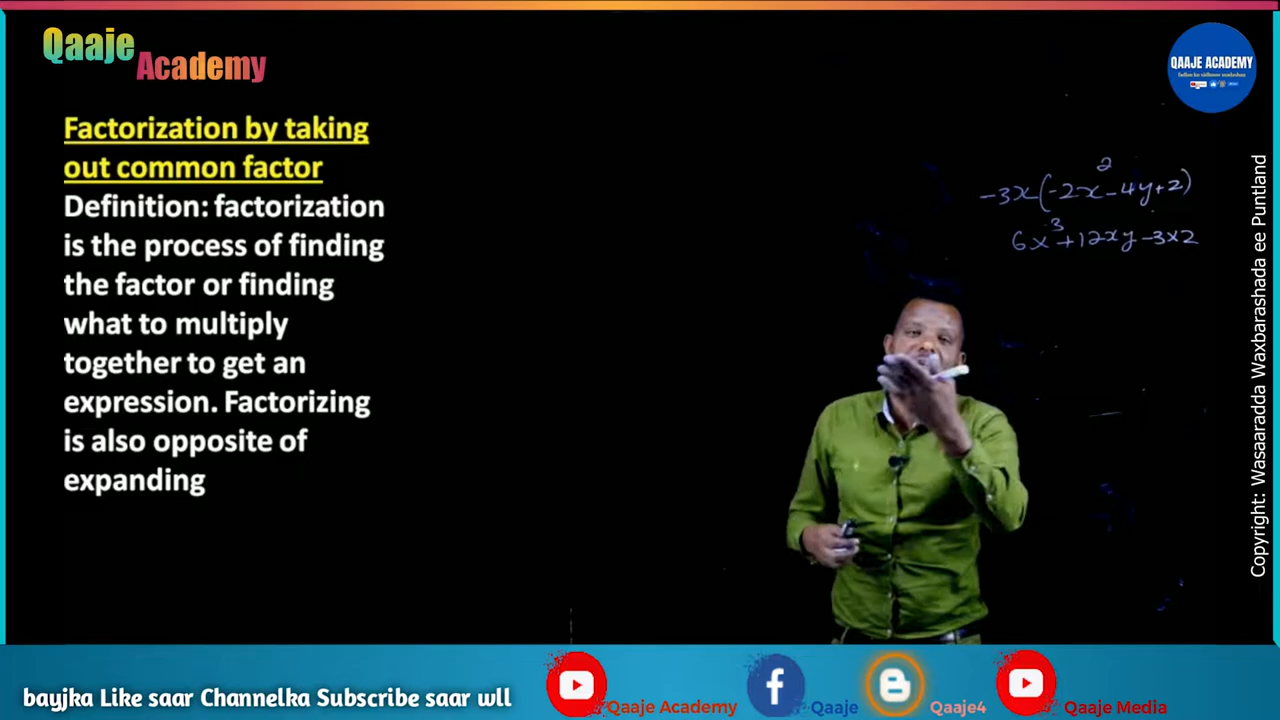 Qaaje
Academy
QAAJE ACADEMY
Factorization by taking
out common factor
Definition: factorization
is the process of finding
the factor or finding
what to multiply
together to get an
expression. Factorizing
is also opposite of
expanding
-3x(-2x²-4y+2)
6x³+12xy-3x2
Copyright: Wasaaradda Waxbarashada ee Puntland
bayjka Like saar Channelka Subscribe saar wll
Qaaje Academy
Qaaje
Qaaje4
Qaaje Media